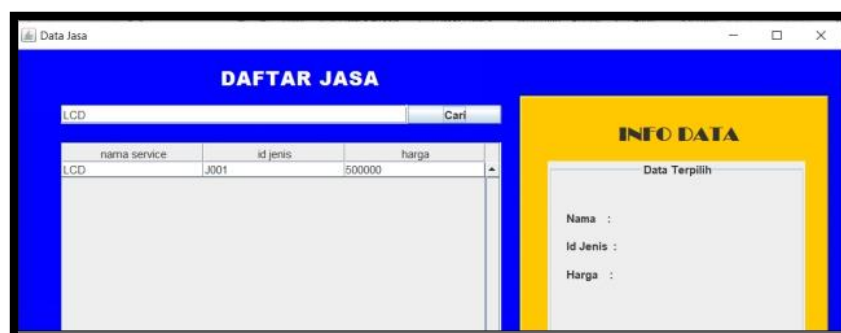 Data Jasa
DAFTAR JASA
LCD Cari
nama service id jenis harga
LCD J001 500000
INFO DATA
Data Terpilih
Nama :
Id Jenis :
Harga :